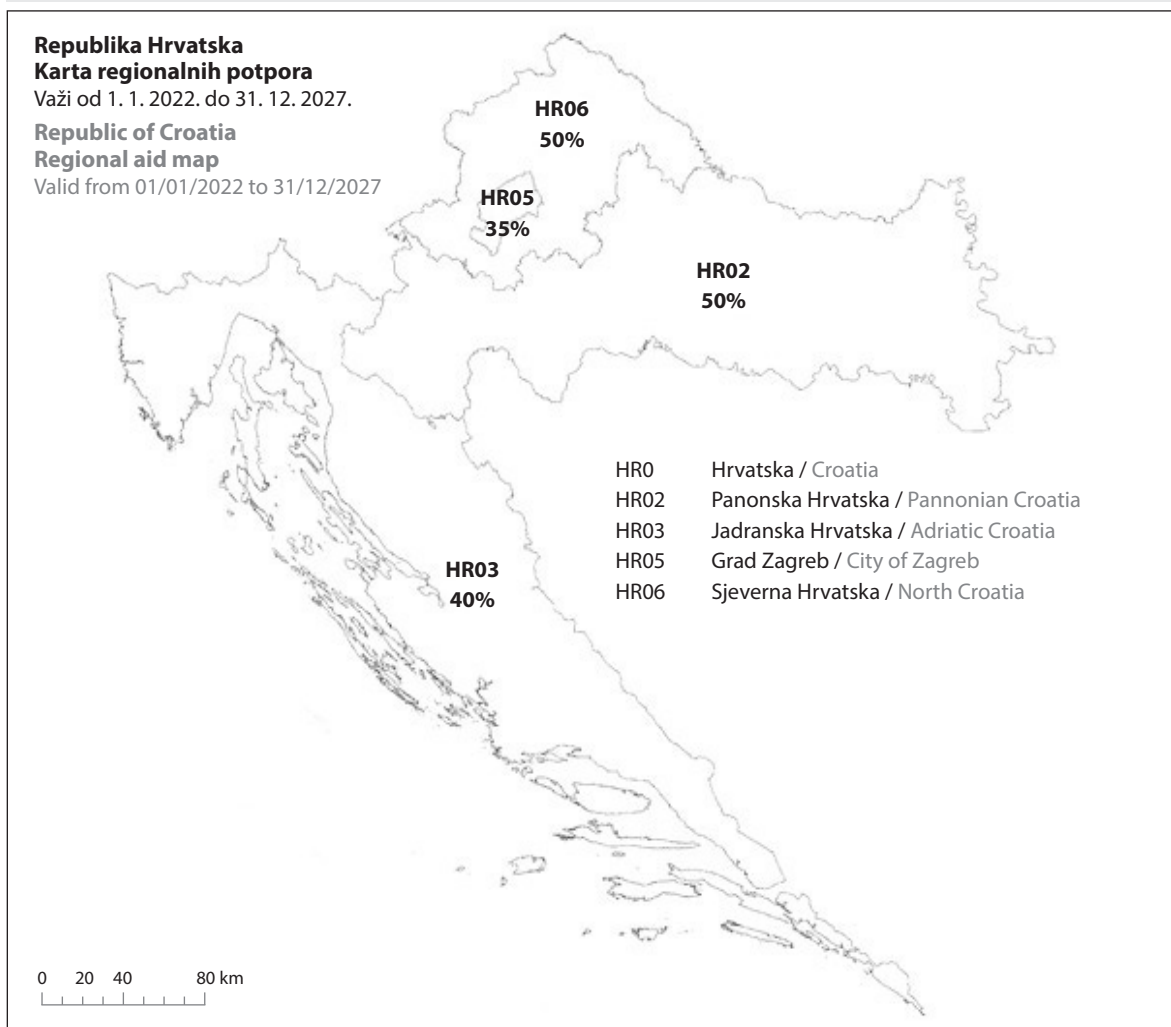 Republika Hrvatska
Karta regionalnih potpora
Važi od 1. 1. 2022. do 31. 12. 2027.
Republic of Croatia
Regional aid map
Valid from 01/01/2022 to 31/12/2027
HR06
50%
HR05
35%
HR02
50%
HR03
40%
HR0 Hrvatska / Croatia
HR02 Panonska Hrvatska / Pannonian Croatia
HR03 Jadranska Hrvatska / Adriatic Croatia
HR05 Grad Zagreb / City of Zagreb
HR06 Sjeverna Hrvatska / North Croatia
0 20 40 80 km